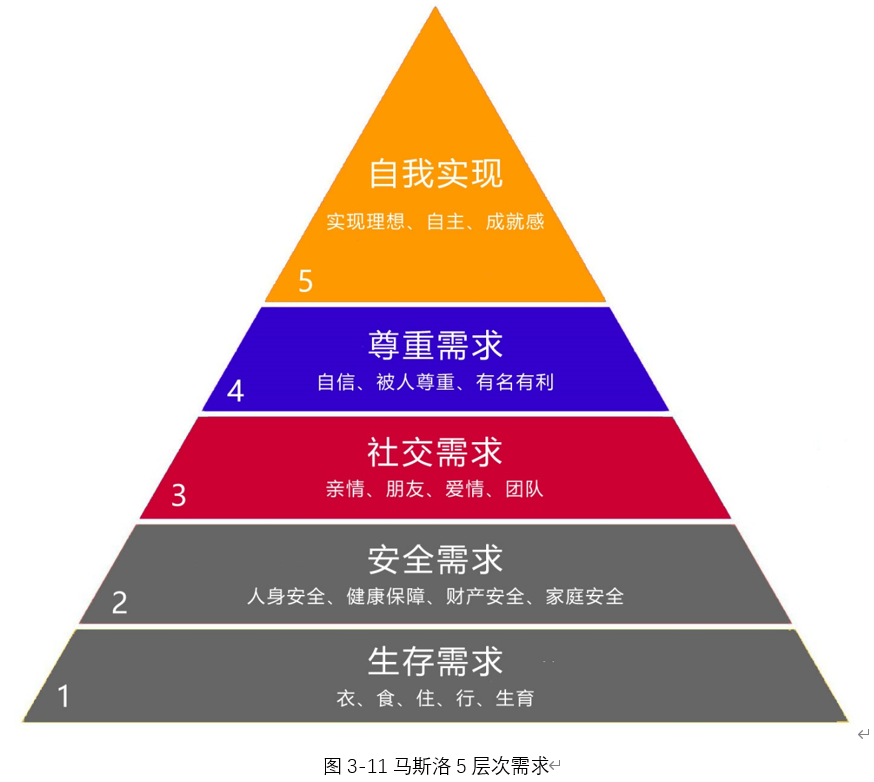 自我实现
实现理想、自主、成就感
5
尊重需求
自信、被人尊重、有名有利
4
社交需求
亲情、朋友、爱情、团队
3
安全需求
人身安全、健康保障、财产安全、家庭安全
2
生存需求
衣、食、住、行、生育
1
图 3-11 马斯洛 5 层次需求